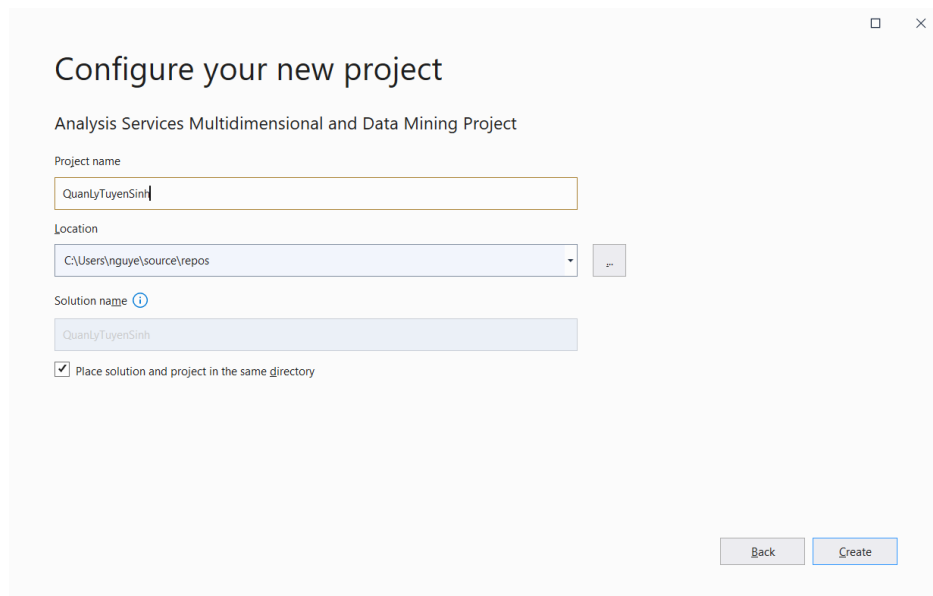 Configure your new project
Analysis Services Multidimensional and Data Mining Project
Project name
QuanLyTuyenSinh
Location
C:\Users\nguye\source\repos
...
Solution name
QuanLyTuyenSinh
Place solution and project in the same directory
Back
Create